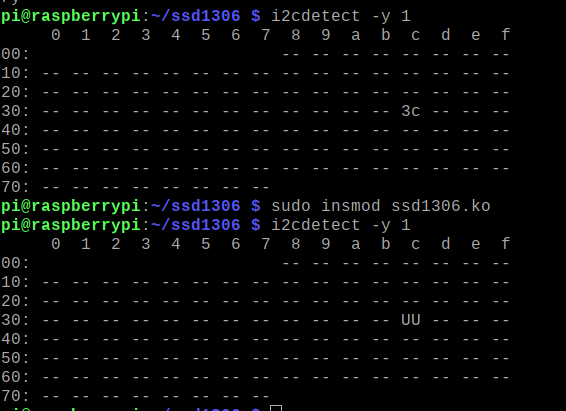 pi@raspberrypi:~/ssd1306 $ i2cdetect -y 1
     0  1  2  3  4  5  6  7  8  9  a  b  c  d  e  f
00:                         -- -- -- -- -- -- -- --
10: -- -- -- -- -- -- -- -- -- -- -- -- -- -- -- --
20: -- -- -- -- -- -- -- -- -- -- -- -- -- -- -- --
30: -- -- -- -- -- -- -- -- -- -- -- -- 3c -- -- --
40: -- -- -- -- -- -- -- -- -- -- -- -- -- -- -- --
50: -- -- -- -- -- -- -- -- -- -- -- -- -- -- -- --
60: -- -- -- -- -- -- -- -- -- -- -- -- -- -- -- --
70: -- -- -- -- -- -- -- --
pi@raspberrypi:~/ssd1306 $ sudo insmod ssd1306.ko
pi@raspberrypi:~/ssd1306 $ i2cdetect -y 1
     0  1  2  3  4  5  6  7  8  9  a  b  c  d  e  f
00:                         -- -- -- -- -- -- -- --
10: -- -- -- -- -- -- -- -- -- -- -- -- -- -- -- --
20: -- -- -- -- -- -- -- -- -- -- -- -- -- -- -- --
30: -- -- -- -- -- -- -- -- -- -- -- -- UU -- -- --
40: -- -- -- -- -- -- -- -- -- -- -- -- -- -- -- --
50: -- -- -- -- -- -- -- -- -- -- -- -- -- -- -- --
60: -- -- -- -- -- -- -- -- -- -- -- -- -- -- -- --
70: -- -- -- -- -- -- -- --
pi@raspberrypi:~/ssd1306 $